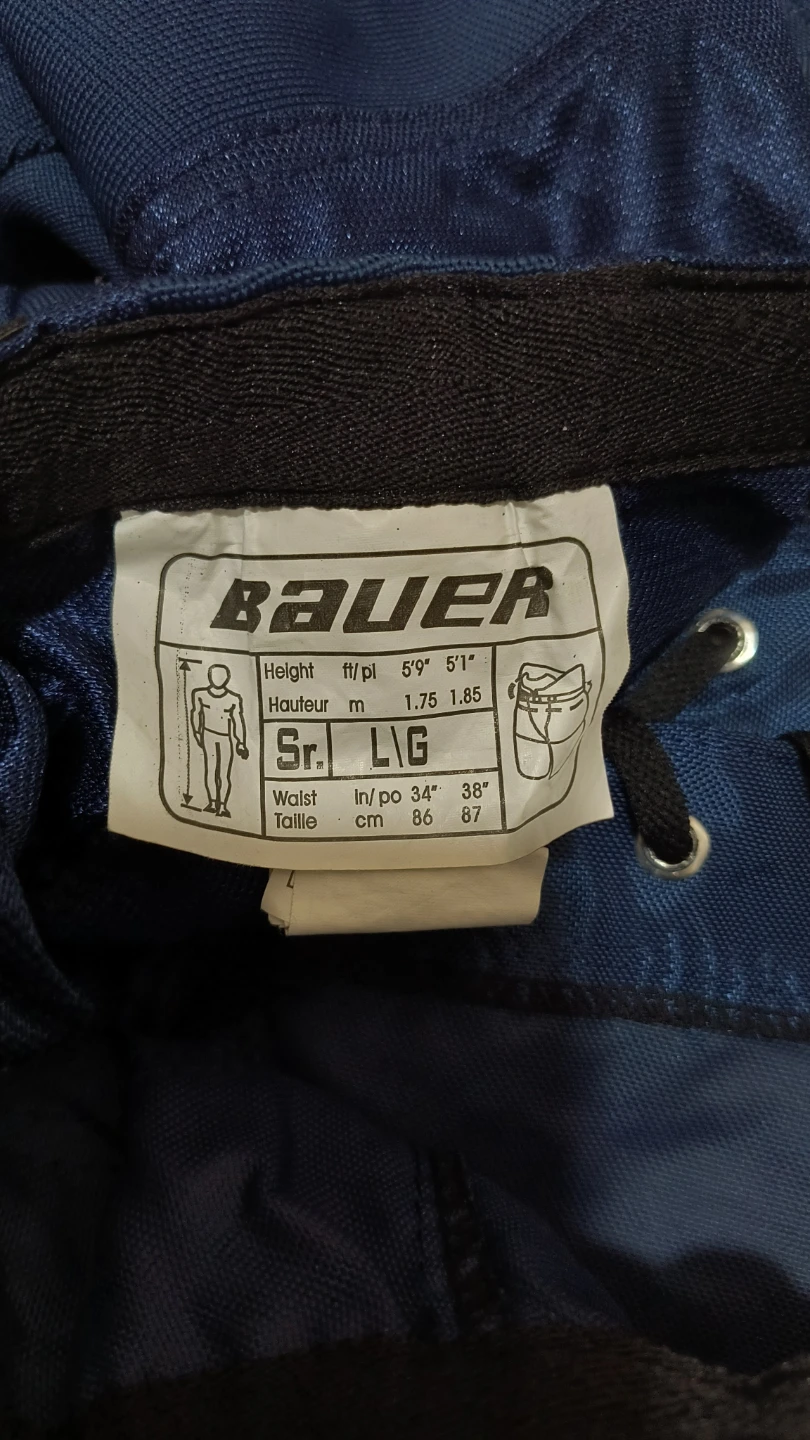 BaUeR
Height ft/pi 5'9" 5'1"
Hauteur m 1.75 1.85
Sr. L\G
Waist in/po 34" 38"
Taille cm 86 87